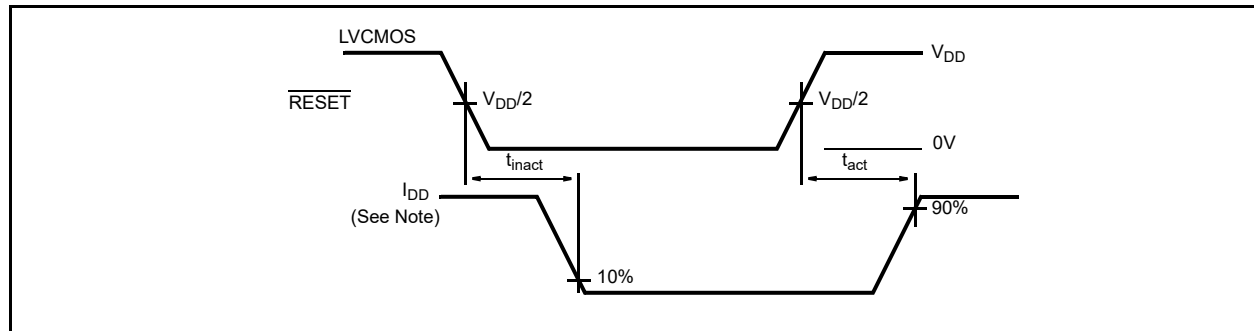 LVCMOS
V_DD
RESET
V_DD/2
V_DD/2
0V
t_inact
t_act
I_DD
(See Note)
90%
10%